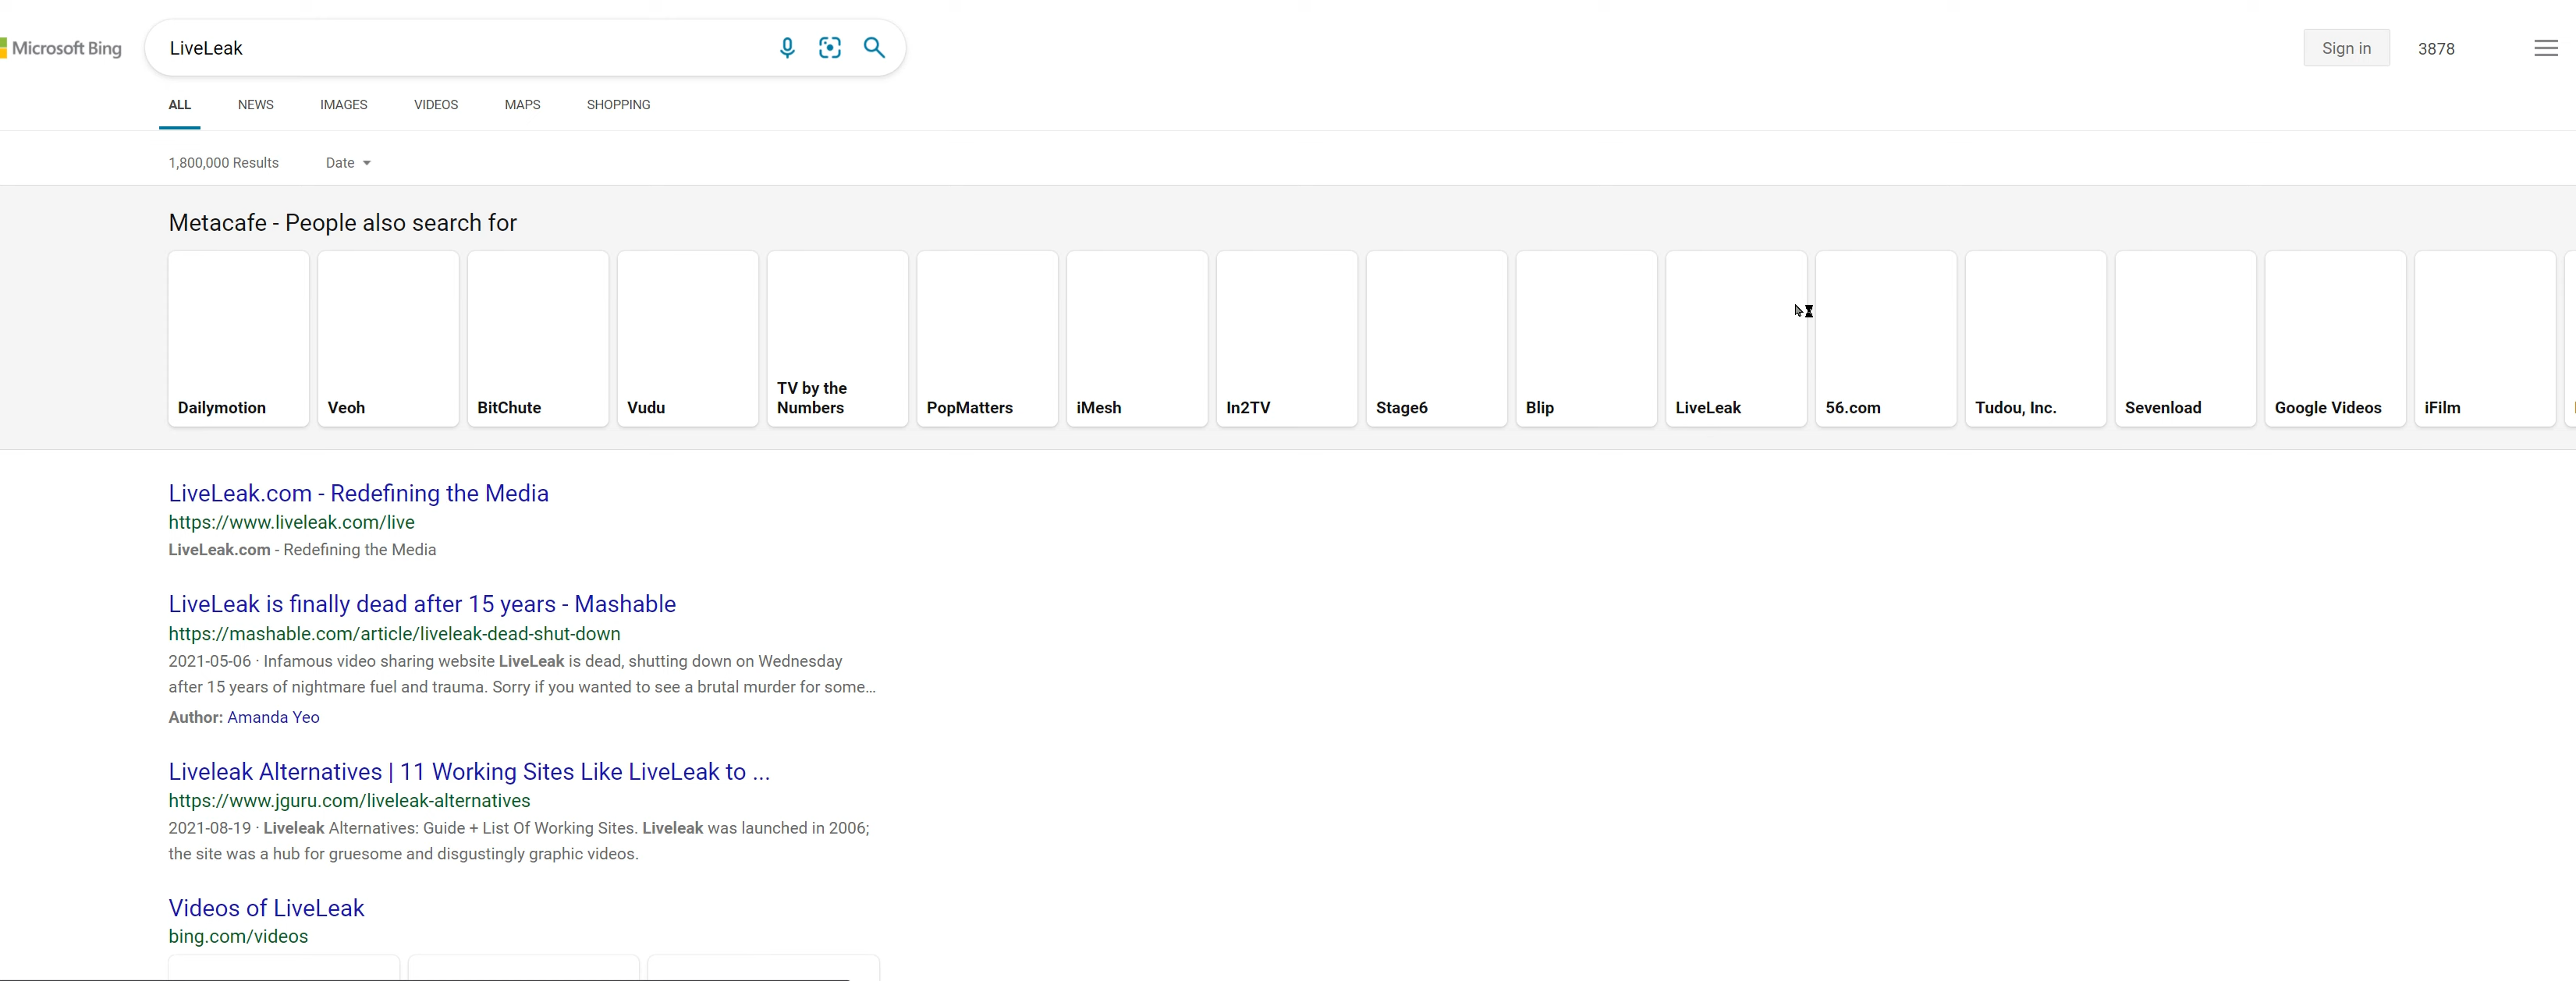 Microsoft Bing
LiveLeak
Sign in
3878
ALL NEWS IMAGES VIDEOS MAPS SHOPPING
1,800,000 Results Date
Metacafe - People also search for
Dailymotion
Veoh
BitChute
Vudu
TV by the
Numbers
PopMatters
iMesh
In2TV
Stage6
Blip
LiveLeak
56.com
Tudou, Inc.
Sevenload
Google Videos
iFilm
LiveLeak.com - Redefining the Media
https://www.liveleak.com/live
LiveLeak.com - Redefining the Media
LiveLeak is finally dead after 15 years - Mashable
https://mashable.com/article/liveleak-dead-shut-down
2021-05-06 · Infamous video sharing website LiveLeak is dead, shutting down on Wednesday
after 15 years of nightmare fuel and trauma. Sorry if you wanted to see a brutal murder for some...
Author: Amanda Yeo
Liveleak Alternatives | 11 Working Sites Like LiveLeak to ...
https://www.jguru.com/liveleak-alternatives
2021-08-19 · Liveleak Alternatives: Guide + List Of Working Sites. Liveleak was launched in 2006;
the site was a hub for gruesome and disgustingly graphic videos.
Videos of LiveLeak
bing.com/videos